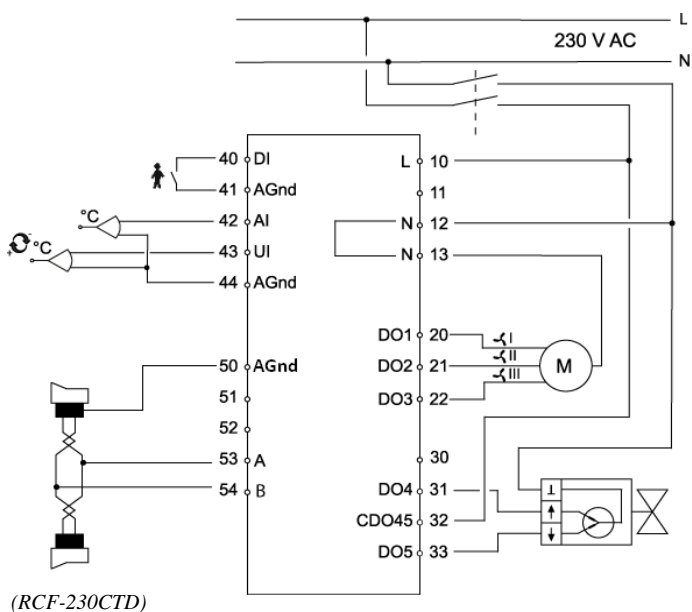 L
230 V AC
N
40 DI
L 10
41 AGnd
11
°C
42 AI
N 12
°C
43 UI
N 13
44 AGnd
DO1 20 I
50 AGnd
DO2 21 II
M
51
DO3 22 III
52
53 A
30
54 B
DO4 31
CDO45 32
DO5 33
(RCF-230CTD)